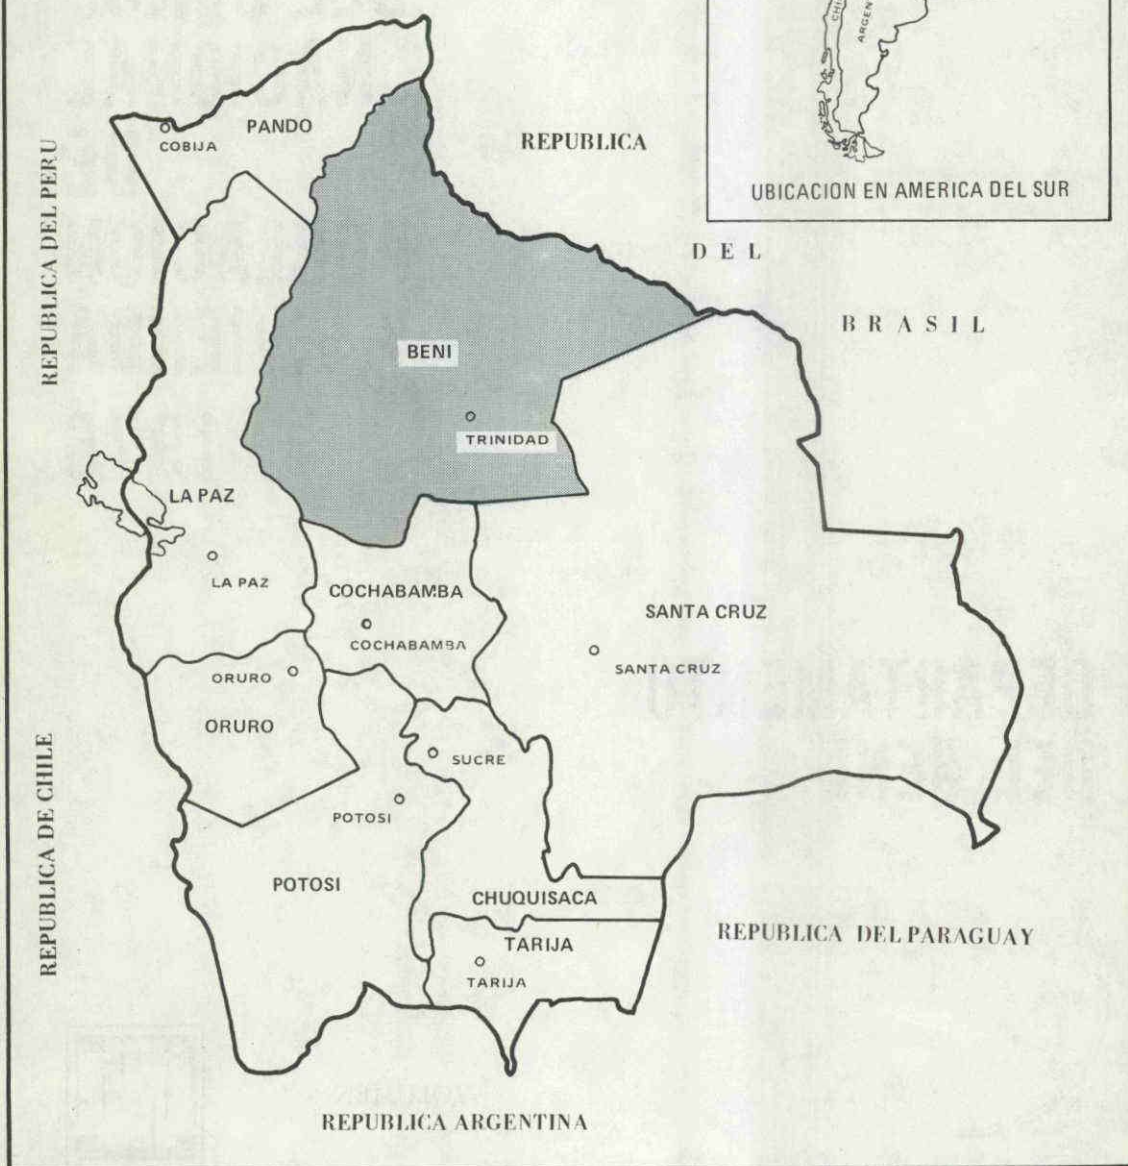 CHI
ARGEN
UBICACION EN AMERICA DEL SUR
PANDO
COBIJA
REPUBLICA
DEL
BRASIL
REPUBLICA DEL PERU
BENI
TRINIDAD
LA PAZ
LA PAZ
COCHABAMBA
COCHABAMBA
SANTA CRUZ
SANTA CRUZ
ORURO
ORURO
SUCRE
POTOSI
POTOSI
REPUBLICA DE CHILE
CHUQUISACA
TARIJA
TARIJA
REPUBLICA DEL PARAGUAY
REPUBLICA ARGENTINA